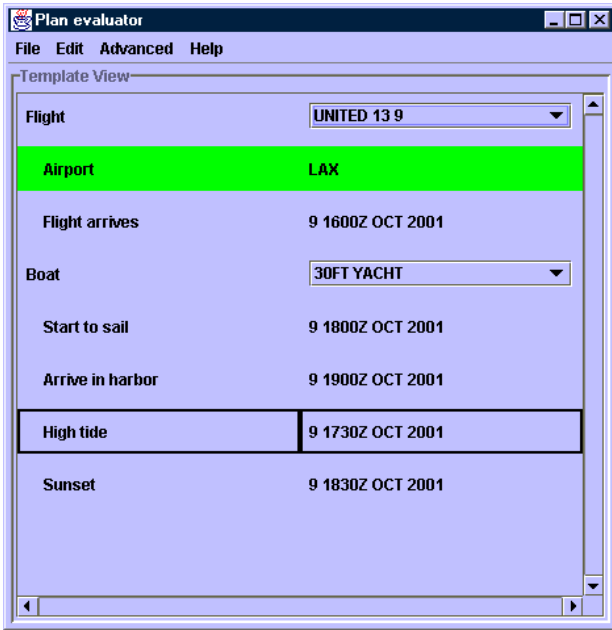 Plan evaluator
File Edit Advanced Help
Template View
Flight UNITED 13 9
Airport LAX
Flight arrives 9 1600Z OCT 2001
Boat 30FT YACHT
Start to sail 9 1800Z OCT 2001
Arrive in harbor 9 1900Z OCT 2001
High tide 9 1730Z OCT 2001
Sunset 9 1830Z OCT 2001